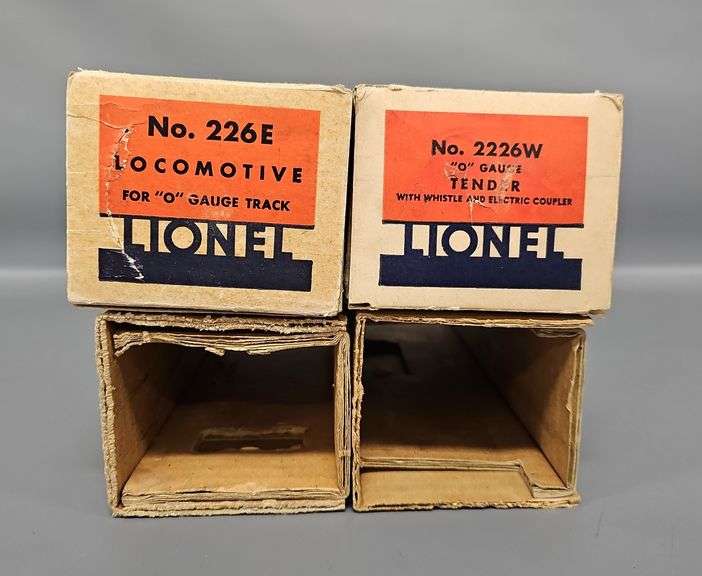 No. 226E
LOCOMOTIVE
FOR "O" GAUGE TRACK
LIONEL
No. 2226W
"O" GAUGE
TENDER
WITH WHISTLE AND ELECTRIC COUPLER
LIONEL